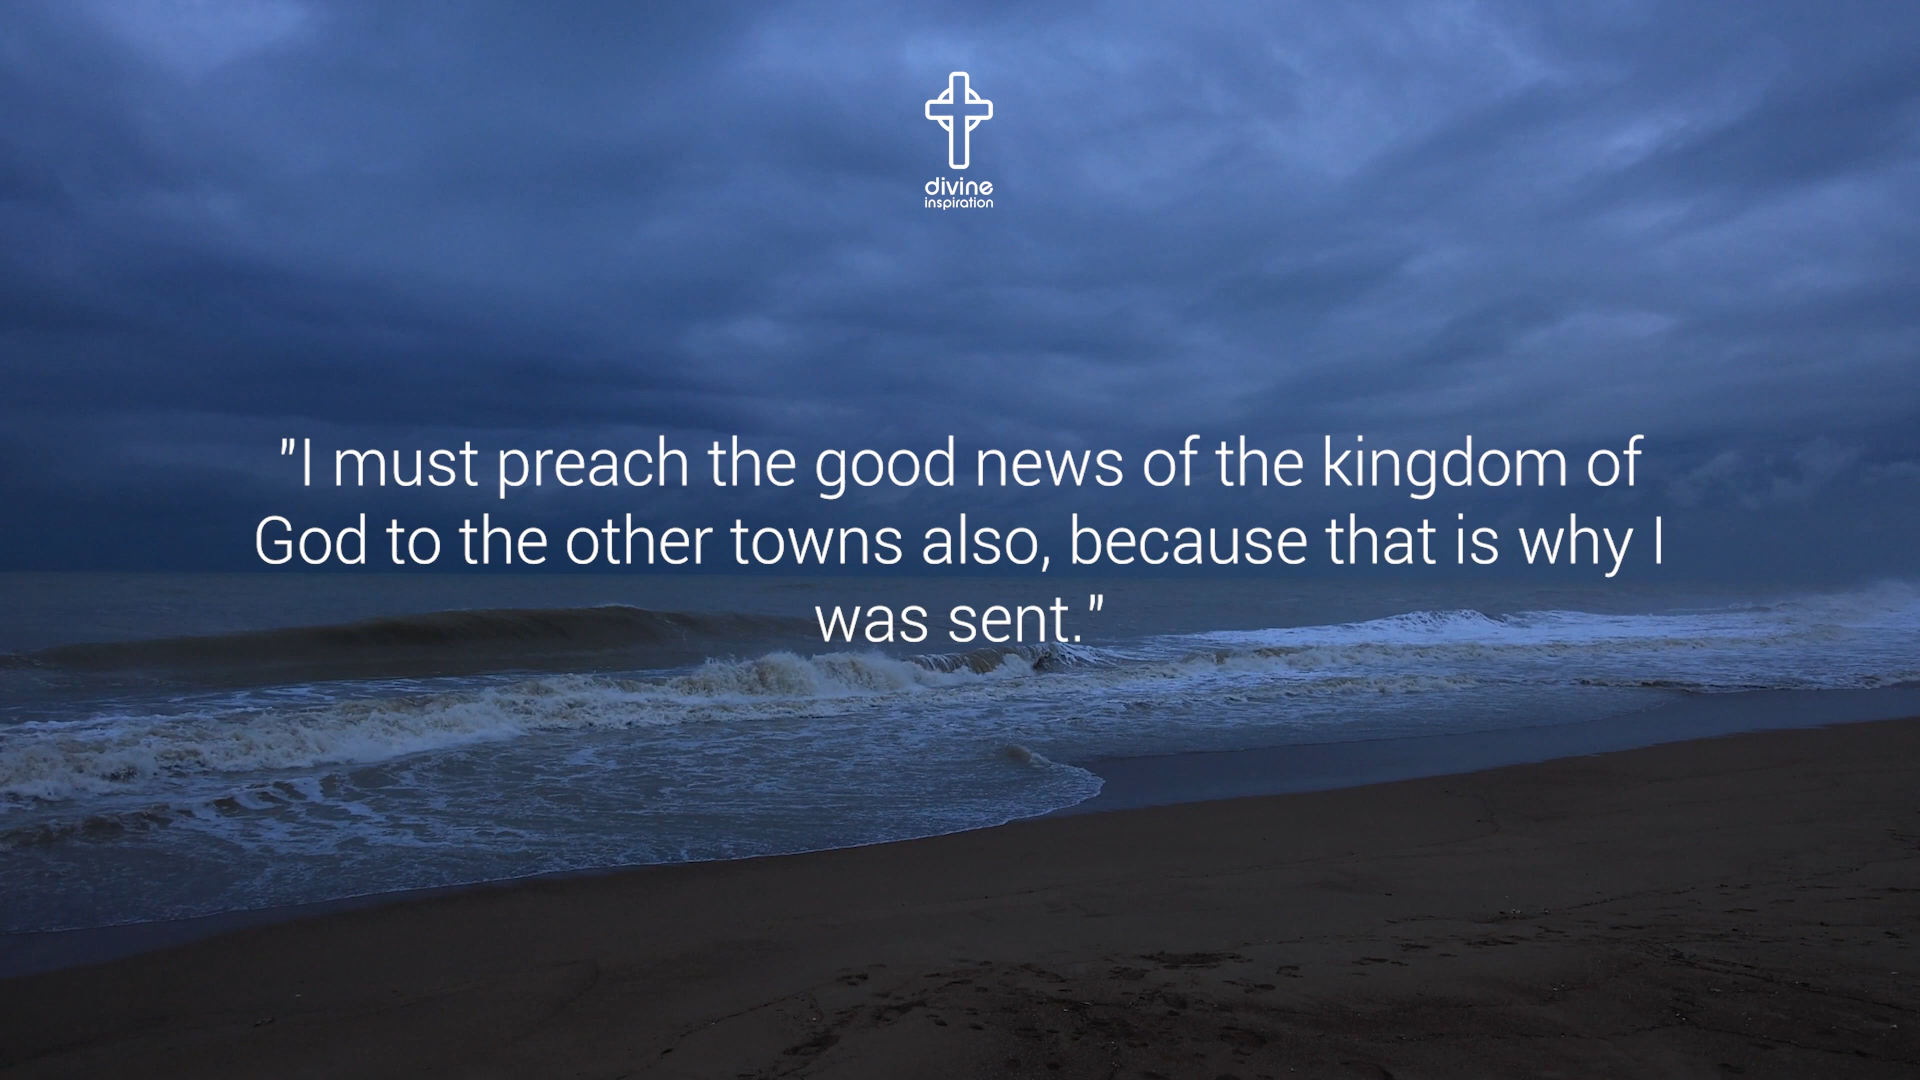 divine
inspiration
"I must preach the good news of the kingdom of
God to the other towns also, because that is why I
was sent."